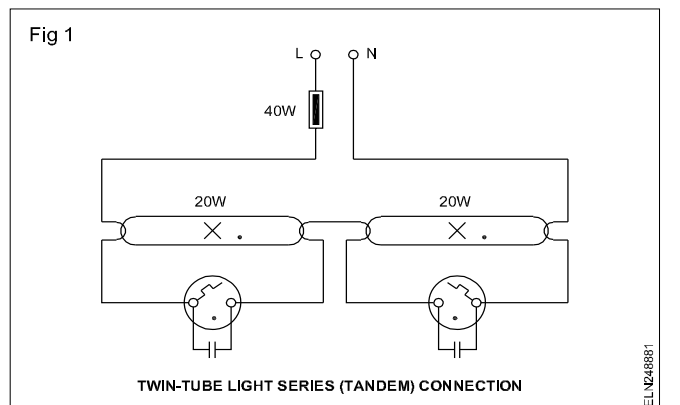 Fig 1
L N
40W
20W 20W
TWIN-TUBE LIGHT SERIES (TANDEM) CONNECTION
ELN248881